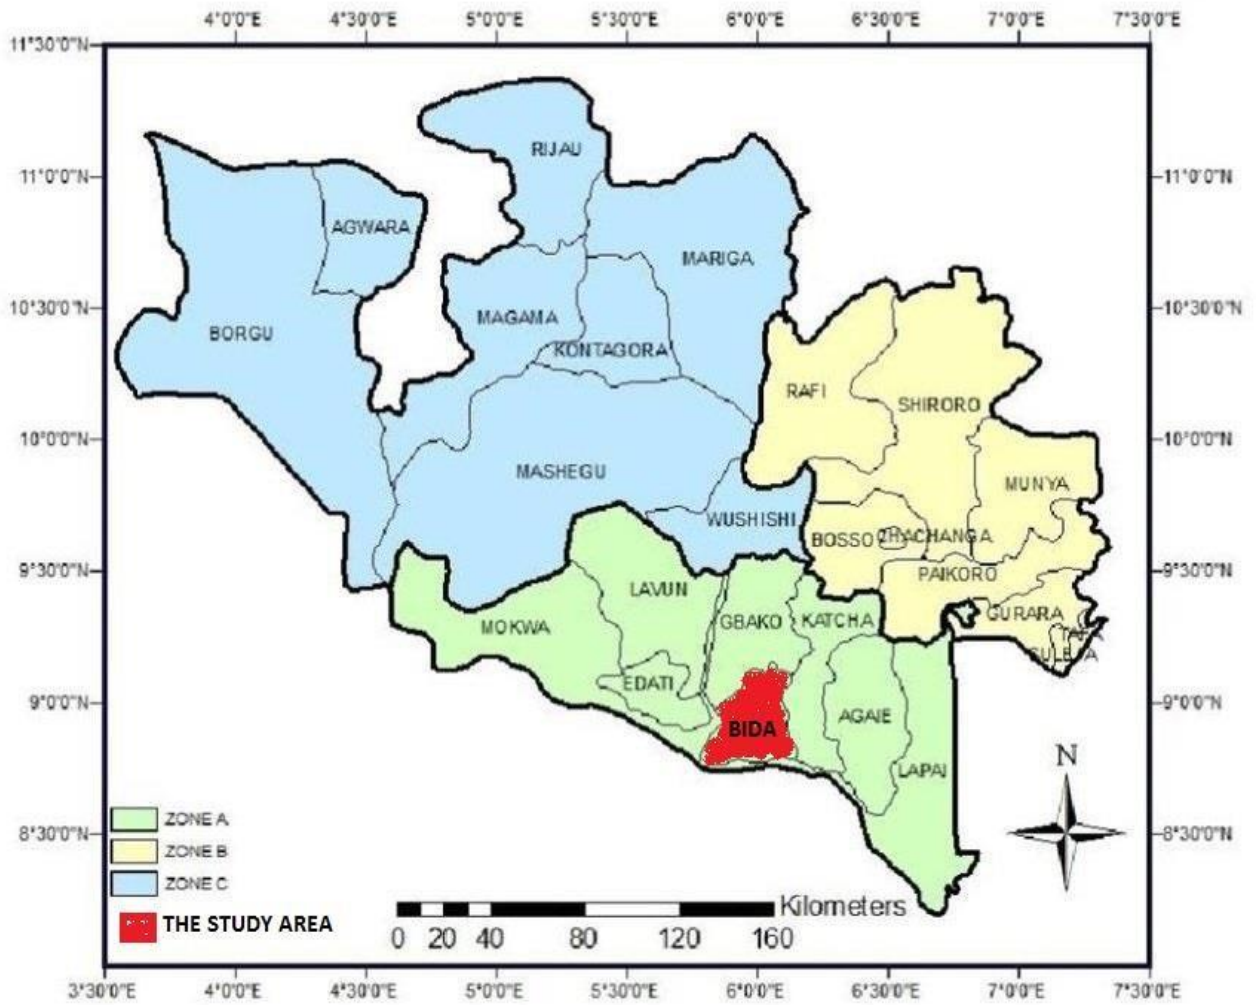 4°0'0"E 4°30'0"E 5°0'0"E 5°30'0"E 6°0'0"E 6°30'0"E 7°0'0"E 7°30'0"E
11°30'0"N
RIJAU
11°0'0"N 11°0'0"N
AGWARA
MARIGA
10°30'0"N 10°30'0"N
MAGAMA
BORGU
KONTAGORA
RAFI
SHIRORO
10°0'0"N 10°0'0"N
MASHEGU
MUNYA
WUSHISHI
BOSSO CHACHANGA
9°30'0"N 9°30'0"N
PAIKORO
LAVUN
GURARA
GBAKO KATCHA
MOKWA
TAFA
SULEJA
EDATI
9°0'0"N 9°0'0"N
AGAIE
BIDA
N
LAPAI
ZONE A
8°30'0"N 8°30'0"N
ZONE B
ZONE C
Kilometers
THE STUDY AREA
0 20 40 80 120 160
3°30'0"E 4°0'0"E 4°30'0"E 5°0'0"E 5°30'0"E 6°0'0"E 6°30'0"E 7°0'0"E 7°30'0"E